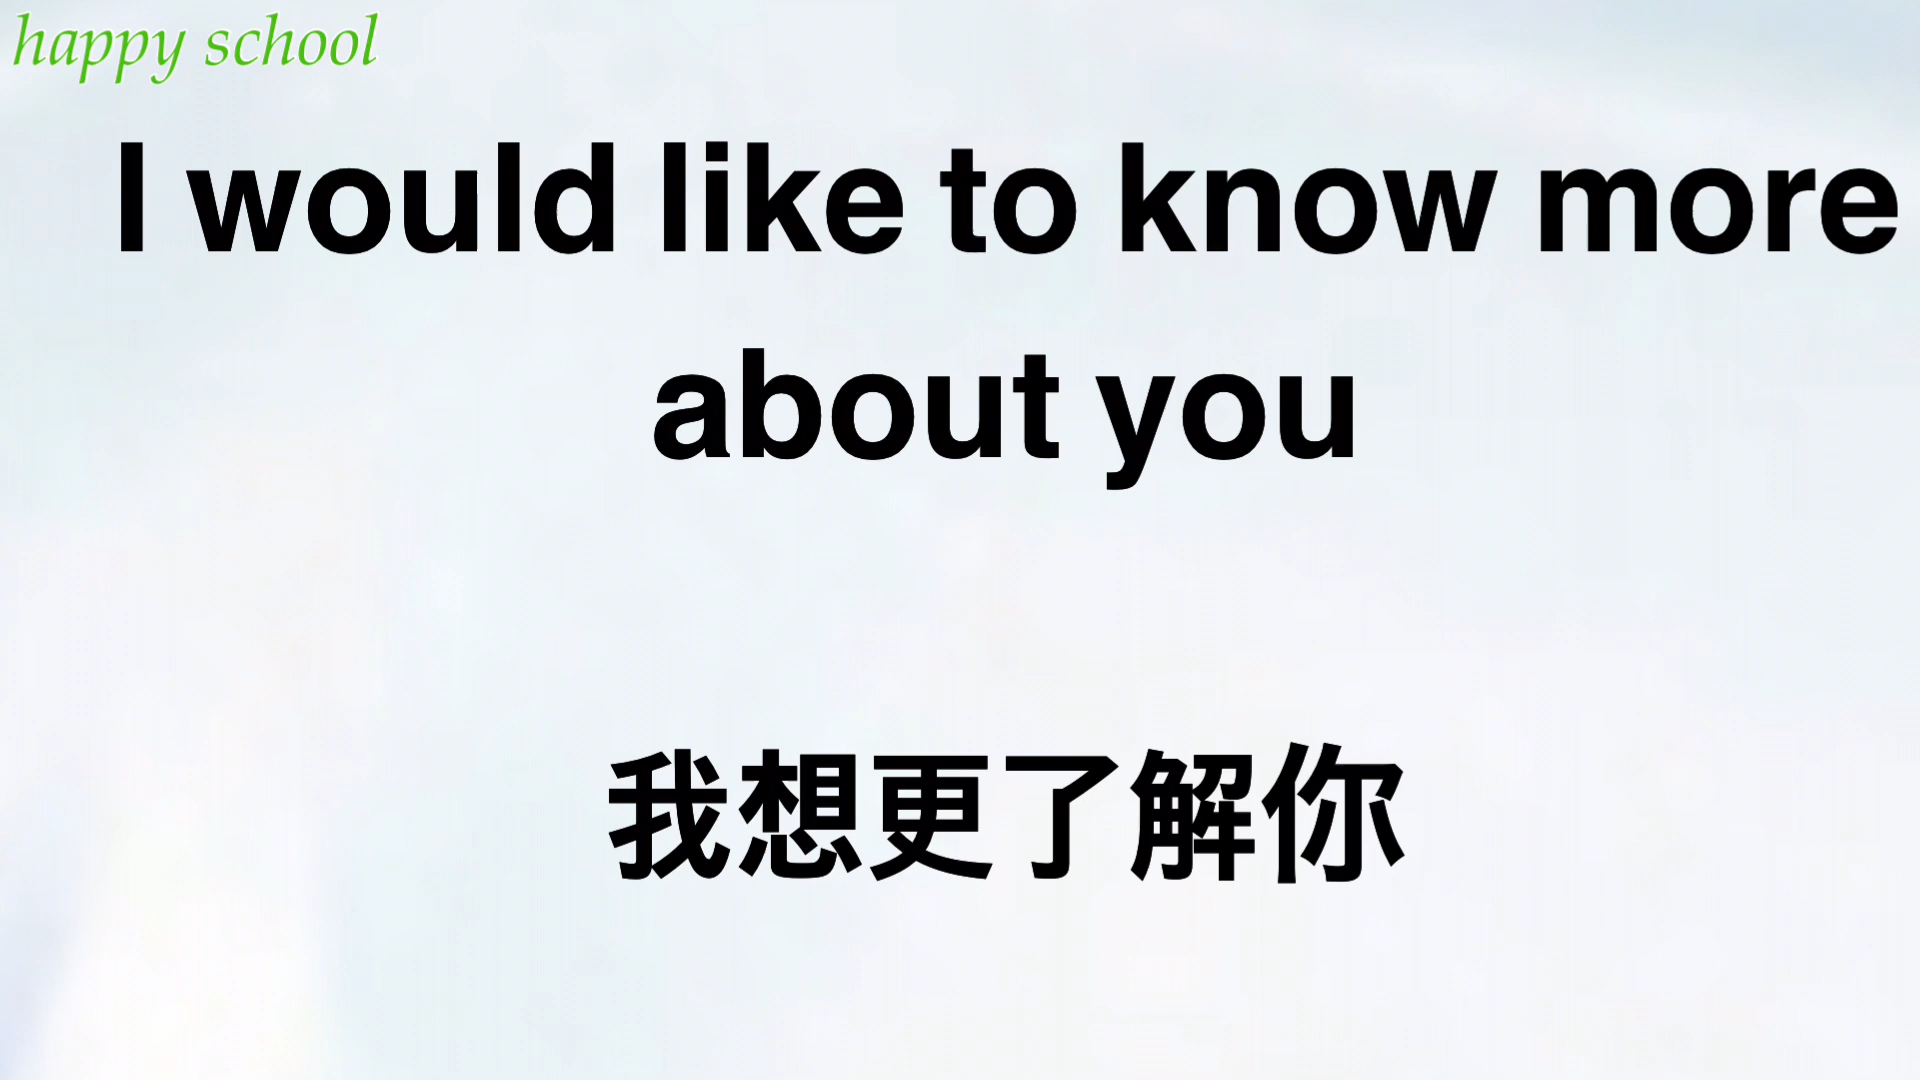 happy school
I would like to know more
about you
我想更了解你